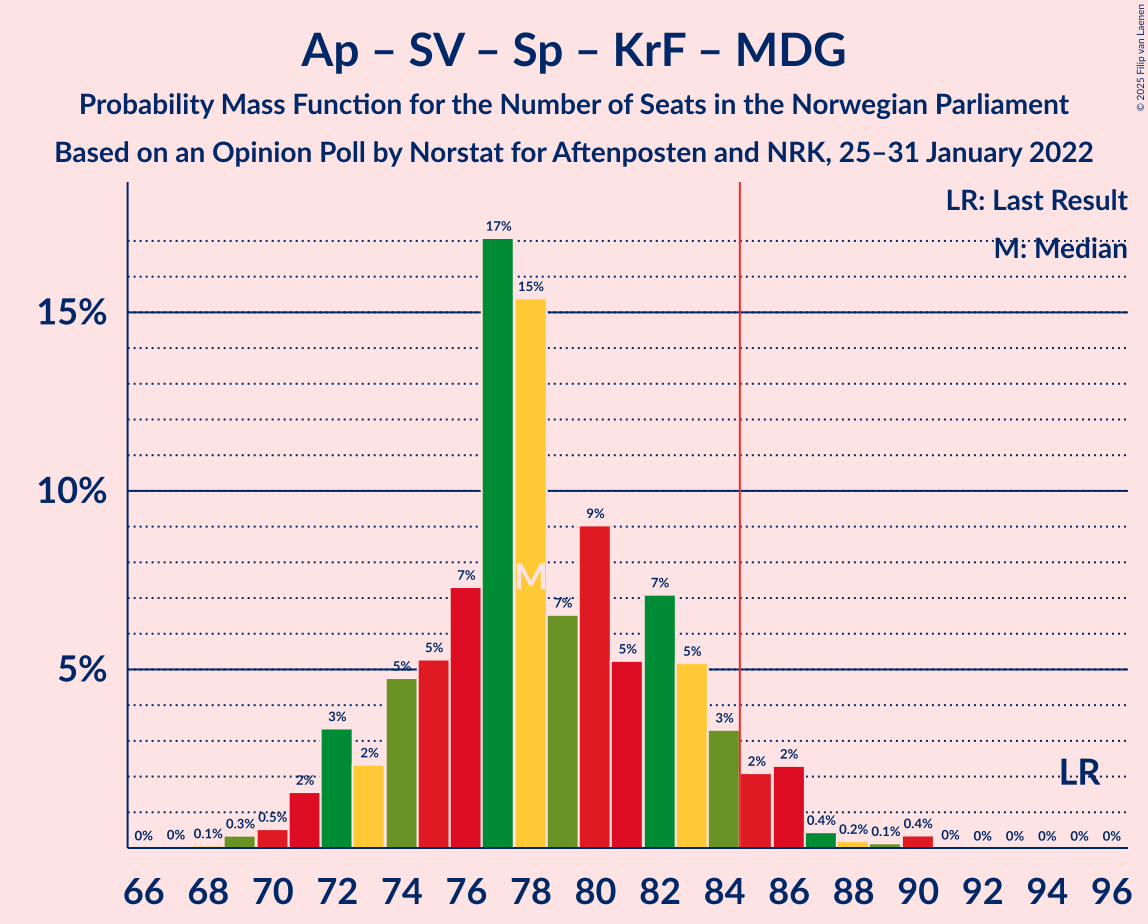 Ap – SV – Sp – KrF – MDG
Probability Mass Function for the Number of Seats in the Norwegian Parliament
Based on an Opinion Poll by Norstat for Aftenposten and NRK, 25–31 January 2022
© 2025 Filip van Laenen
LR: Last Result
M: Median
15%
10%
5%
0% 0% 0.1% 0.3% 0.5% 2% 3% 2% 5% 5% 7% 17% 15% 7% 9% 5% 7% 5% 3% 2% 2% 0.4% 0.2% 0.1% 0.4% 0% 0% 0% 0% 0% 0%
M
LR
66 68 70 72 74 76 78 80 82 84 86 88 90 92 94 96